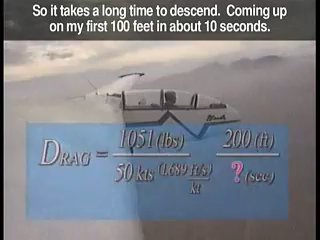 So it takes a long time to descend. Coming up
on my first 100 feet in about 10 seconds.
DRAG = 1051 (lbs) 200 (ft)
50 kts (1.689 ft/s) ? (sec)
kt